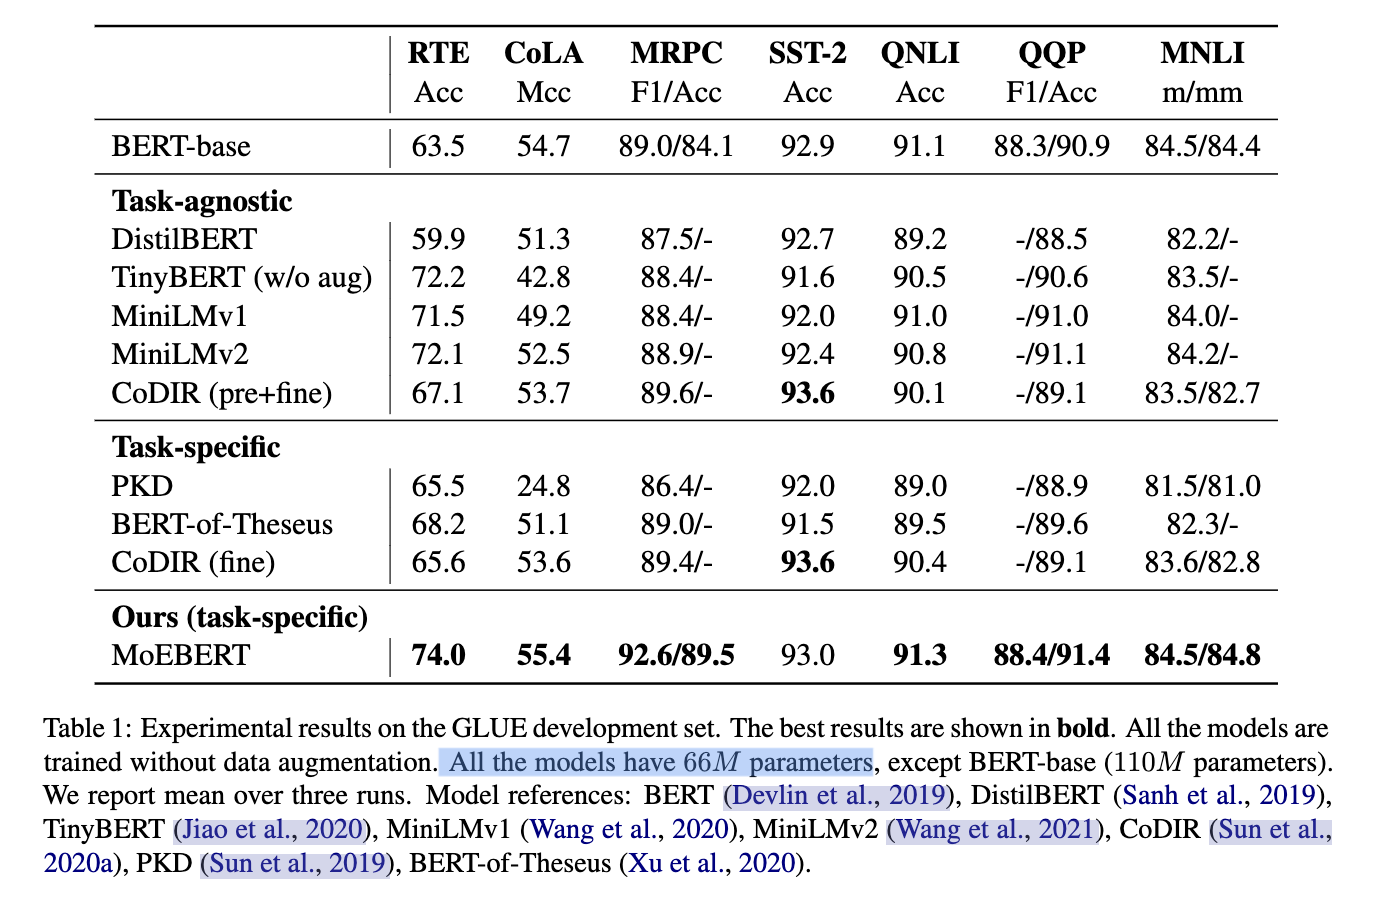 RTE CoLA MRPC SST-2 QNLI QQP MNLI
Acc Mcc F1/Acc Acc Acc F1/Acc m/mm
BERT-base 63.5 54.7 89.0/84.1 92.9 91.1 88.3/90.9 84.5/84.4
Task-agnostic
DistilBERT 59.9 51.3 87.5/- 92.7 89.2 -/88.5 82.2/-
TinyBERT (w/o aug) 72.2 42.8 88.4/- 91.6 90.5 -/90.6 83.5/-
MiniLMv1 71.5 49.2 88.4/- 92.0 91.0 -/91.0 84.0/-
MiniLMv2 72.1 52.5 88.9/- 92.4 90.8 -/91.1 84.2/-
CoDIR (pre+fine) 67.1 53.7 89.6/- 93.6 90.1 -/89.1 83.5/82.7
Task-specific
PKD 65.5 24.8 86.4/- 92.0 89.0 -/88.9 81.5/81.0
BERT-of-Theseus 68.2 51.1 89.0/- 91.5 89.5 -/89.6 82.3/-
CoDIR (fine) 65.6 53.6 89.4/- 93.6 90.4 -/89.1 83.6/82.8
Ours (task-specific)
MoEBERT 74.0 55.4 92.6/89.5 93.0 91.3 88.4/91.4 84.5/84.8
Table 1: Experimental results on the GLUE development set. The best results are shown in bold. All the models are
trained without data augmentation. All the models have 66M parameters, except BERT-base (110M parameters).
We report mean over three runs. Model references: BERT (Devlin et al., 2019), DistilBERT (Sanh et al., 2019),
TinyBERT (Jiao et al., 2020), MiniLMv1 (Wang et al., 2020), MiniLMv2 (Wang et al., 2021), CoDIR (Sun et al.,
2020a), PKD (Sun et al., 2019), BERT-of-Theseus (Xu et al., 2020).